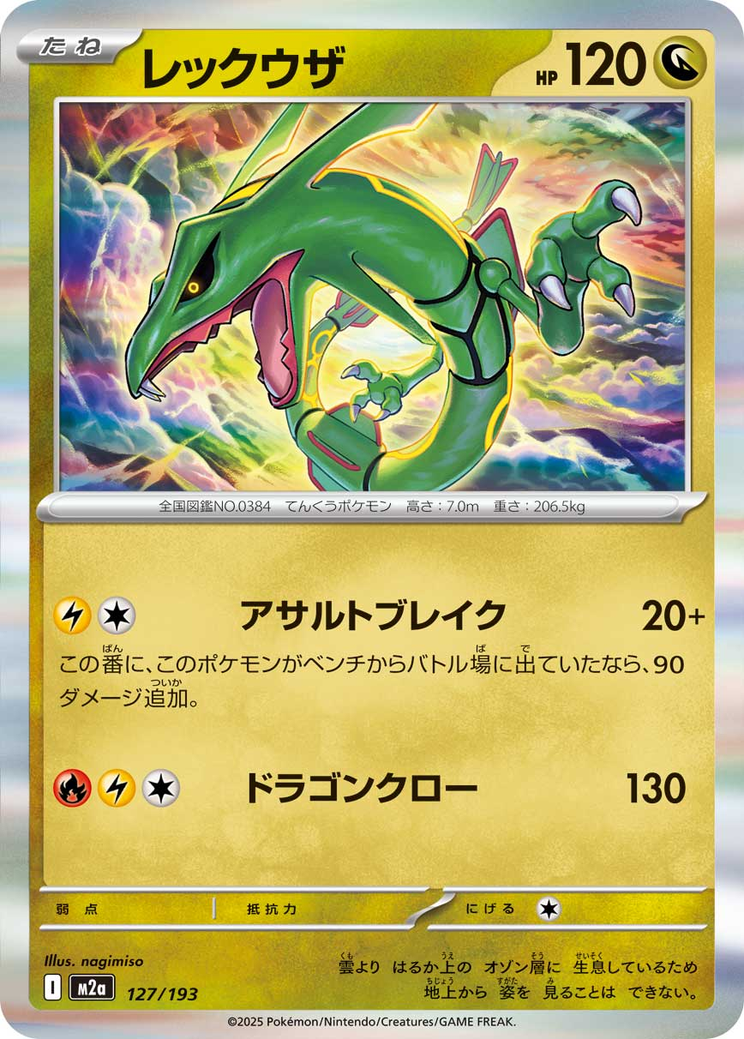 たね
レックウザ
HP 120
全国図鑑NO.0384 てんくうポケモン 高さ:7.0m 重さ:206.5kg
アサルトブレイク 20+
この番に、このポケモンがベンチからバトル場に出ていたなら、90
ダメージ追加。
ドラゴンクロー 130
弱点 抵抗力 にげる
Illus. nagimiso
雲より はるか上の オゾン層に 生息しているため
地上から 姿を 見ることは できない。
I m2a 127/193
©2025 Pokémon/Nintendo/Creatures/GAME FREAK.